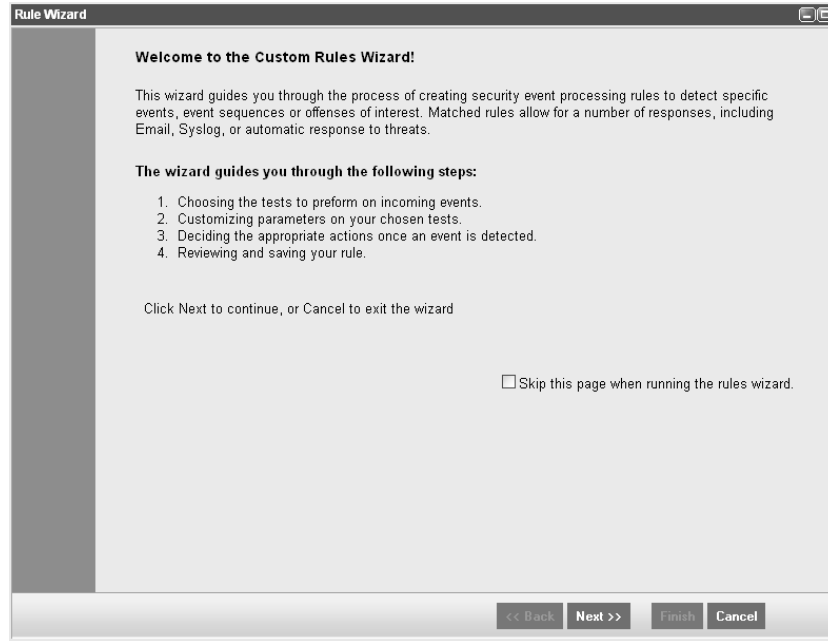 Rule Wizard
Welcome to the Custom Rules Wizard!
This wizard guides you through the process of creating security event processing rules to detect specific
events, event sequences or offenses of interest. Matched rules allow for a number of responses, including
Email, Syslog, or automatic response to threats.
The wizard guides you through the following steps:
1. Choosing the tests to preform on incoming events.
2. Customizing parameters on your chosen tests.
3. Deciding the appropriate actions once an event is detected.
4. Reviewing and saving your rule.
Click Next to continue, or Cancel to exit the wizard
Skip this page when running the rules wizard.
<< Back Next >> Finish Cancel